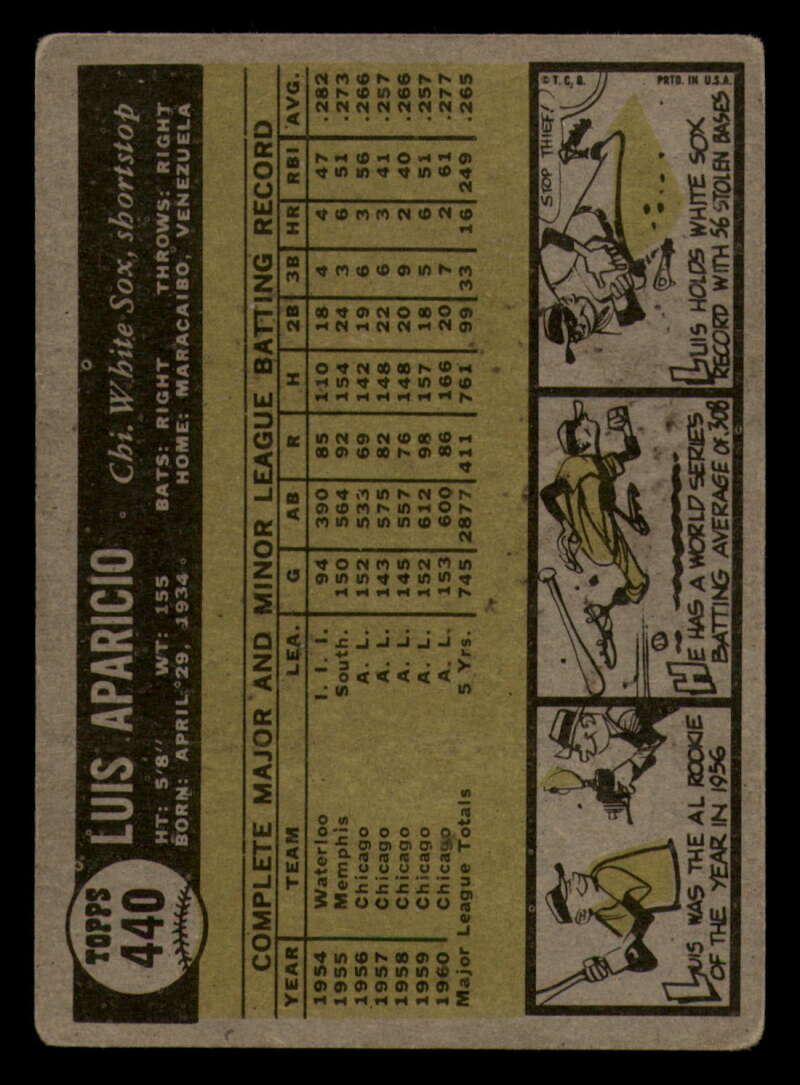 TOPPS
440
LUIS APARICIO • Chi. White Sox, shortstop
HT: 5'8" WT: 155 BATS: RIGHT THROWS: RIGHT
BORN: APRIL 29, 1934 HOME: MARACAIBO, VENEZUELA
COMPLETE MAJOR AND MINOR LEAGUE BATTING RECORD
YEAR TEAM LEA. G AB R H 2B 3B HR RBI AVG.
1954 Waterloo I. I. I. 94 390 85 110 18 4 4 47 .282
1955 Memphis South. 150 564 92 154 24 3 6 51 .273
1956 Chicago A. L. 152 533 69 142 19 6 3 56 .266
1957 Chicago A. L. 143 575 82 148 22 6 3 41 .257
1958 Chicago A. L. 145 557 76 148 20 9 2 40 .266
1959 Chicago A. L. 152 612 98 157 18 5 6 51 .257
1960 Chicago A. L. 153 600 86 166 20 7 2 61 .277
Major League Totals 5 Yrs. 745 2877 411 761 99 33 16 249 .265
LUIS WAS THE AL ROOKIE
OF THE YEAR IN 1956
HE HAS A WORLD SERIES
BATTING AVERAGE OF .308
© T. C. G. PRTD. IN U.S.A.
STOP THIEF!
LUIS HOLDS WHITE SOX
RECORD WITH 56 STOLEN BASES